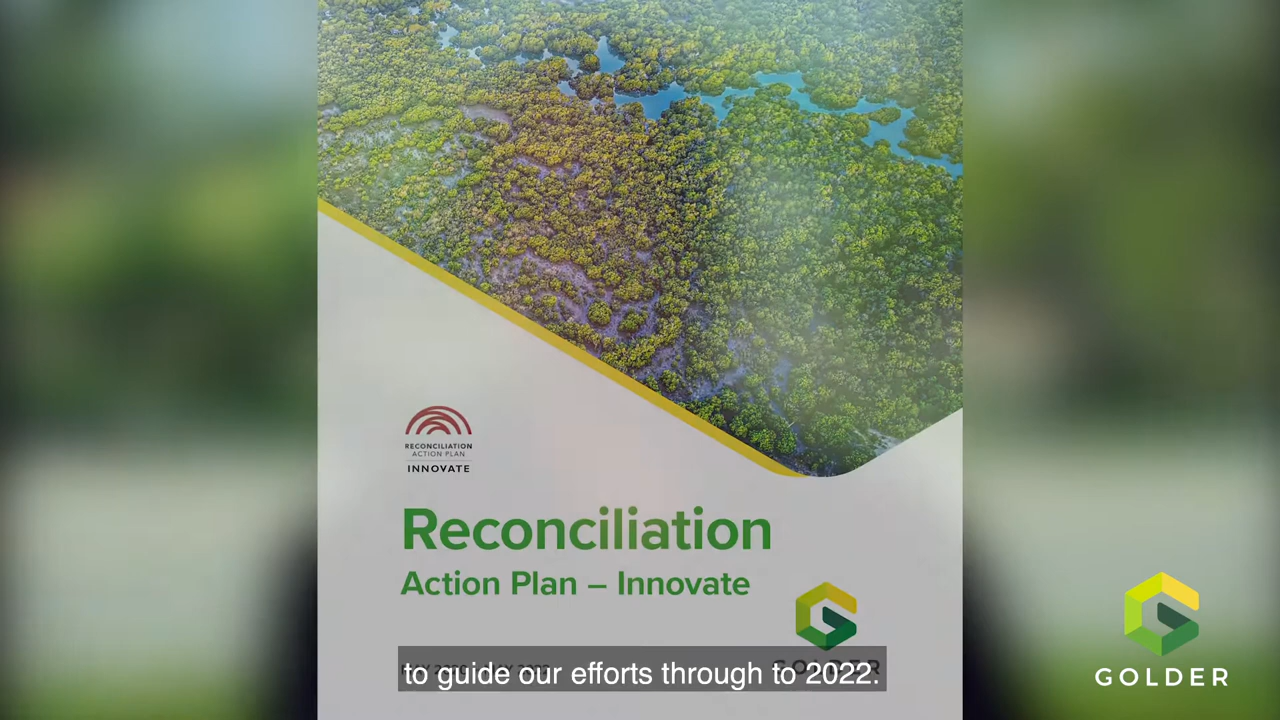 RECONCILIATION
ACTION PLAN
INNOVATE
Reconciliation
Action Plan – Innovate
to guide our efforts through to 2022.
GOLDER